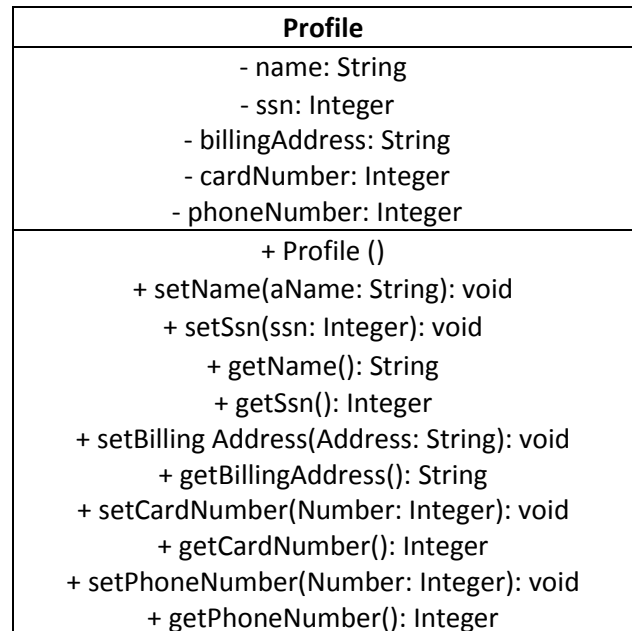 Profile
- name: String
- ssn: Integer
- billingAddress: String
- cardNumber: Integer
- phoneNumber: Integer
+ Profile ()
+ setName(aName: String): void
+ setSsn(ssn: Integer): void
+ getName(): String
+ getSsn(): Integer
+ setBilling Address(Address: String): void
+ getBillingAddress(): String
+ setCardNumber(Number: Integer): void
+ getCardNumber(): Integer
+ setPhoneNumber(Number: Integer): void
+ getPhoneNumber(): Integer